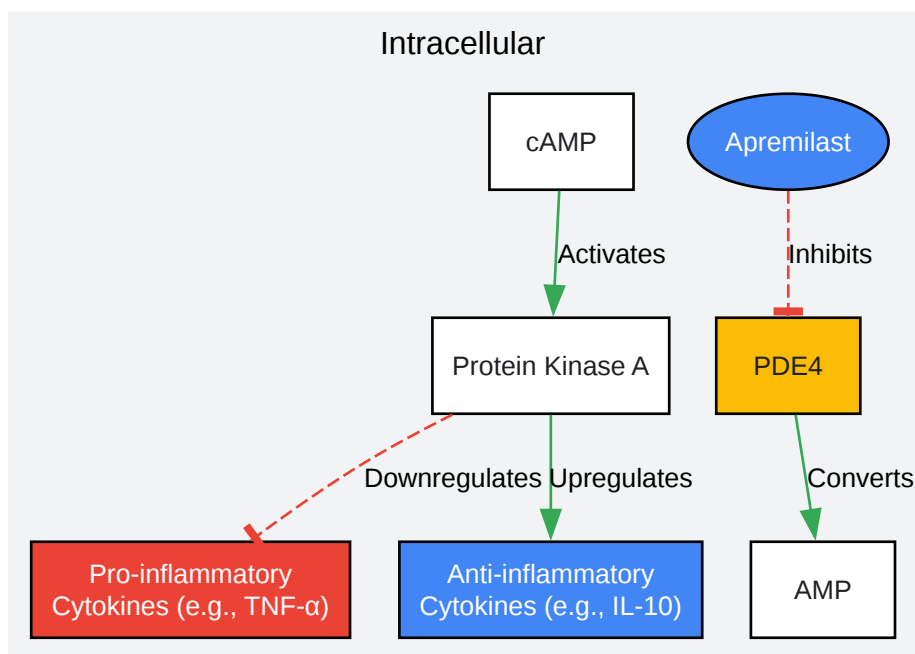 Intracellular
cAMP
Apremilast
Activates
Inhibits
Protein Kinase A
PDE4
Downregulates
Upregulates
Converts
Pro-inflammatory
Cytokines (e.g., TNF-α)
Anti-inflammatory
Cytokines (e.g., IL-10)
AMP